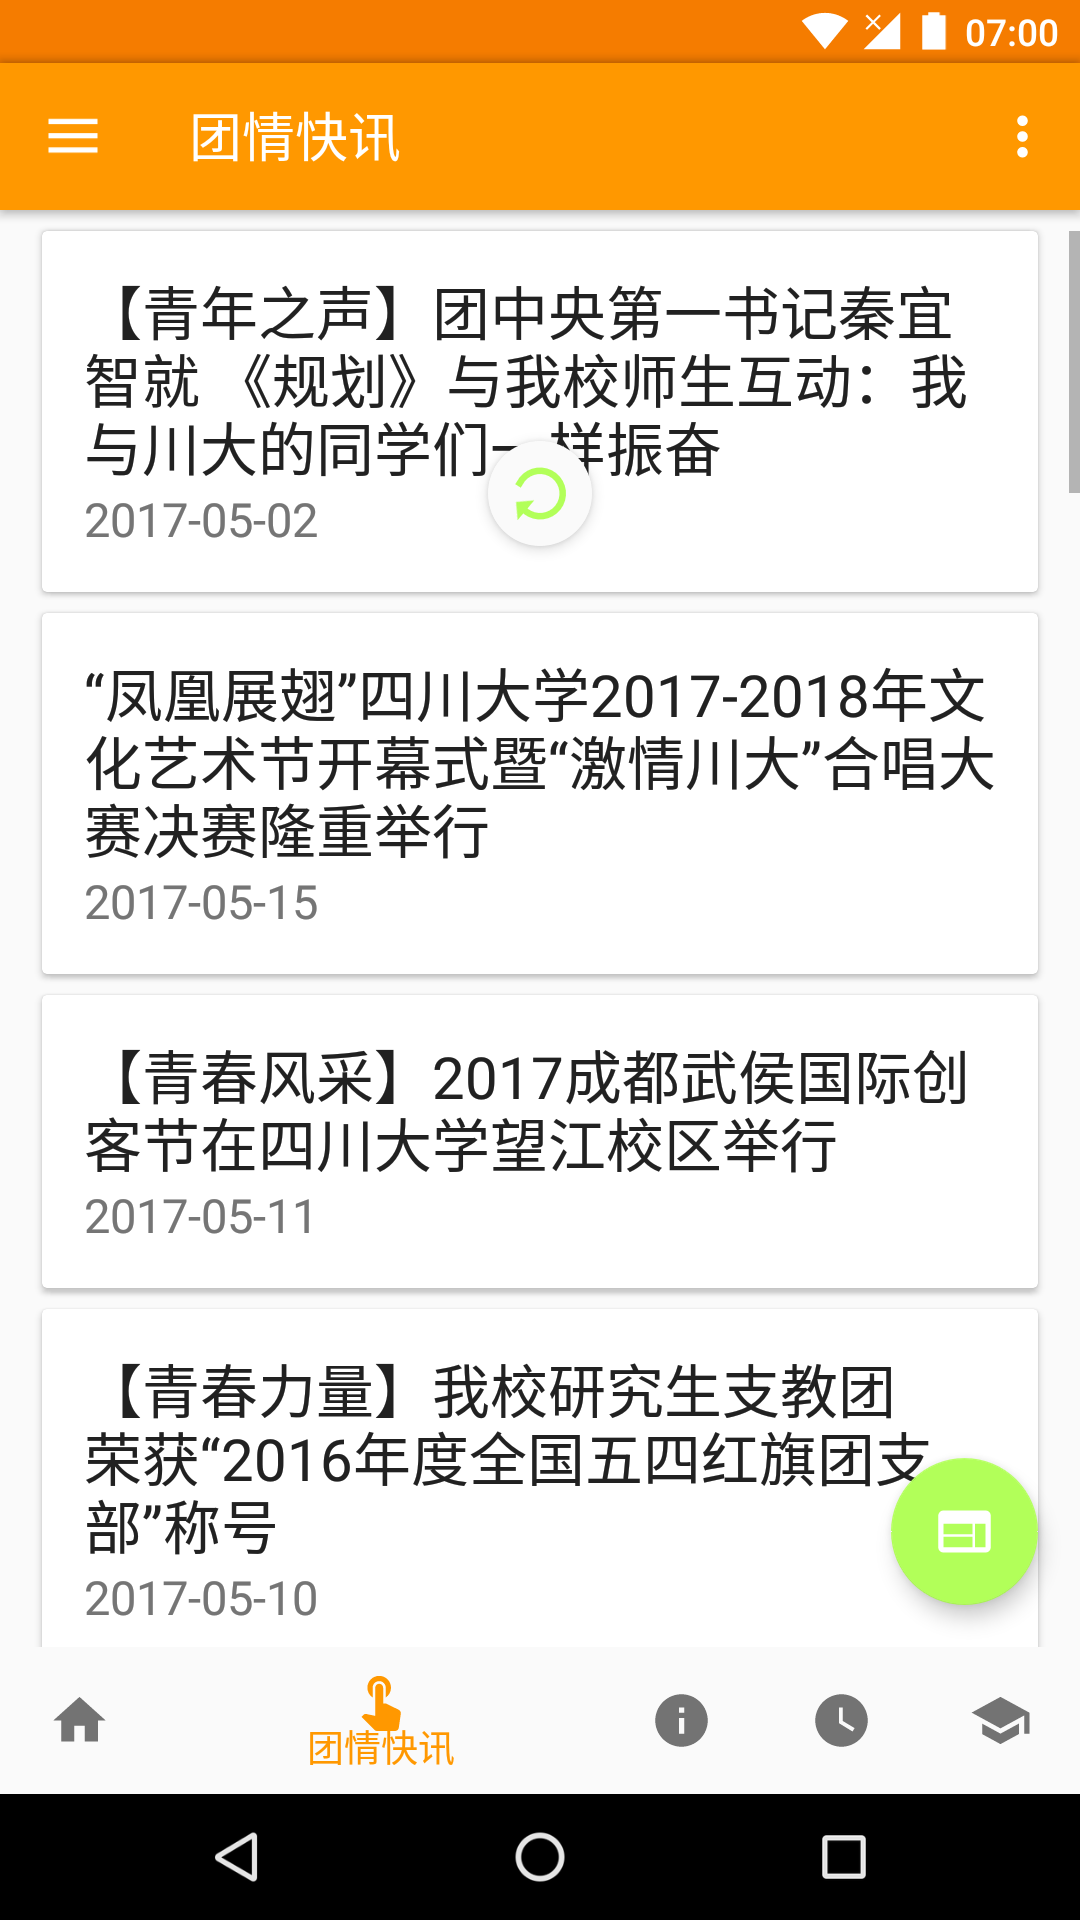 07:00
团情快讯
【青年之声】团中央第一书记秦宜
智就 《规划》与我校师生互动：我
与川大的同学们一样振奋
2017-05-02
“凤凰展翅”四川大学2017-2018年文
化艺术节开幕式暨“激情川大”合唱大
赛决赛隆重举行
2017-05-15
【青春风采】2017成都武侯国际创
客节在四川大学望江校区举行
2017-05-11
【青春力量】我校研究生支教团
荣获“2016年度全国五四红旗团支
部”称号
2017-05-10
团情快讯